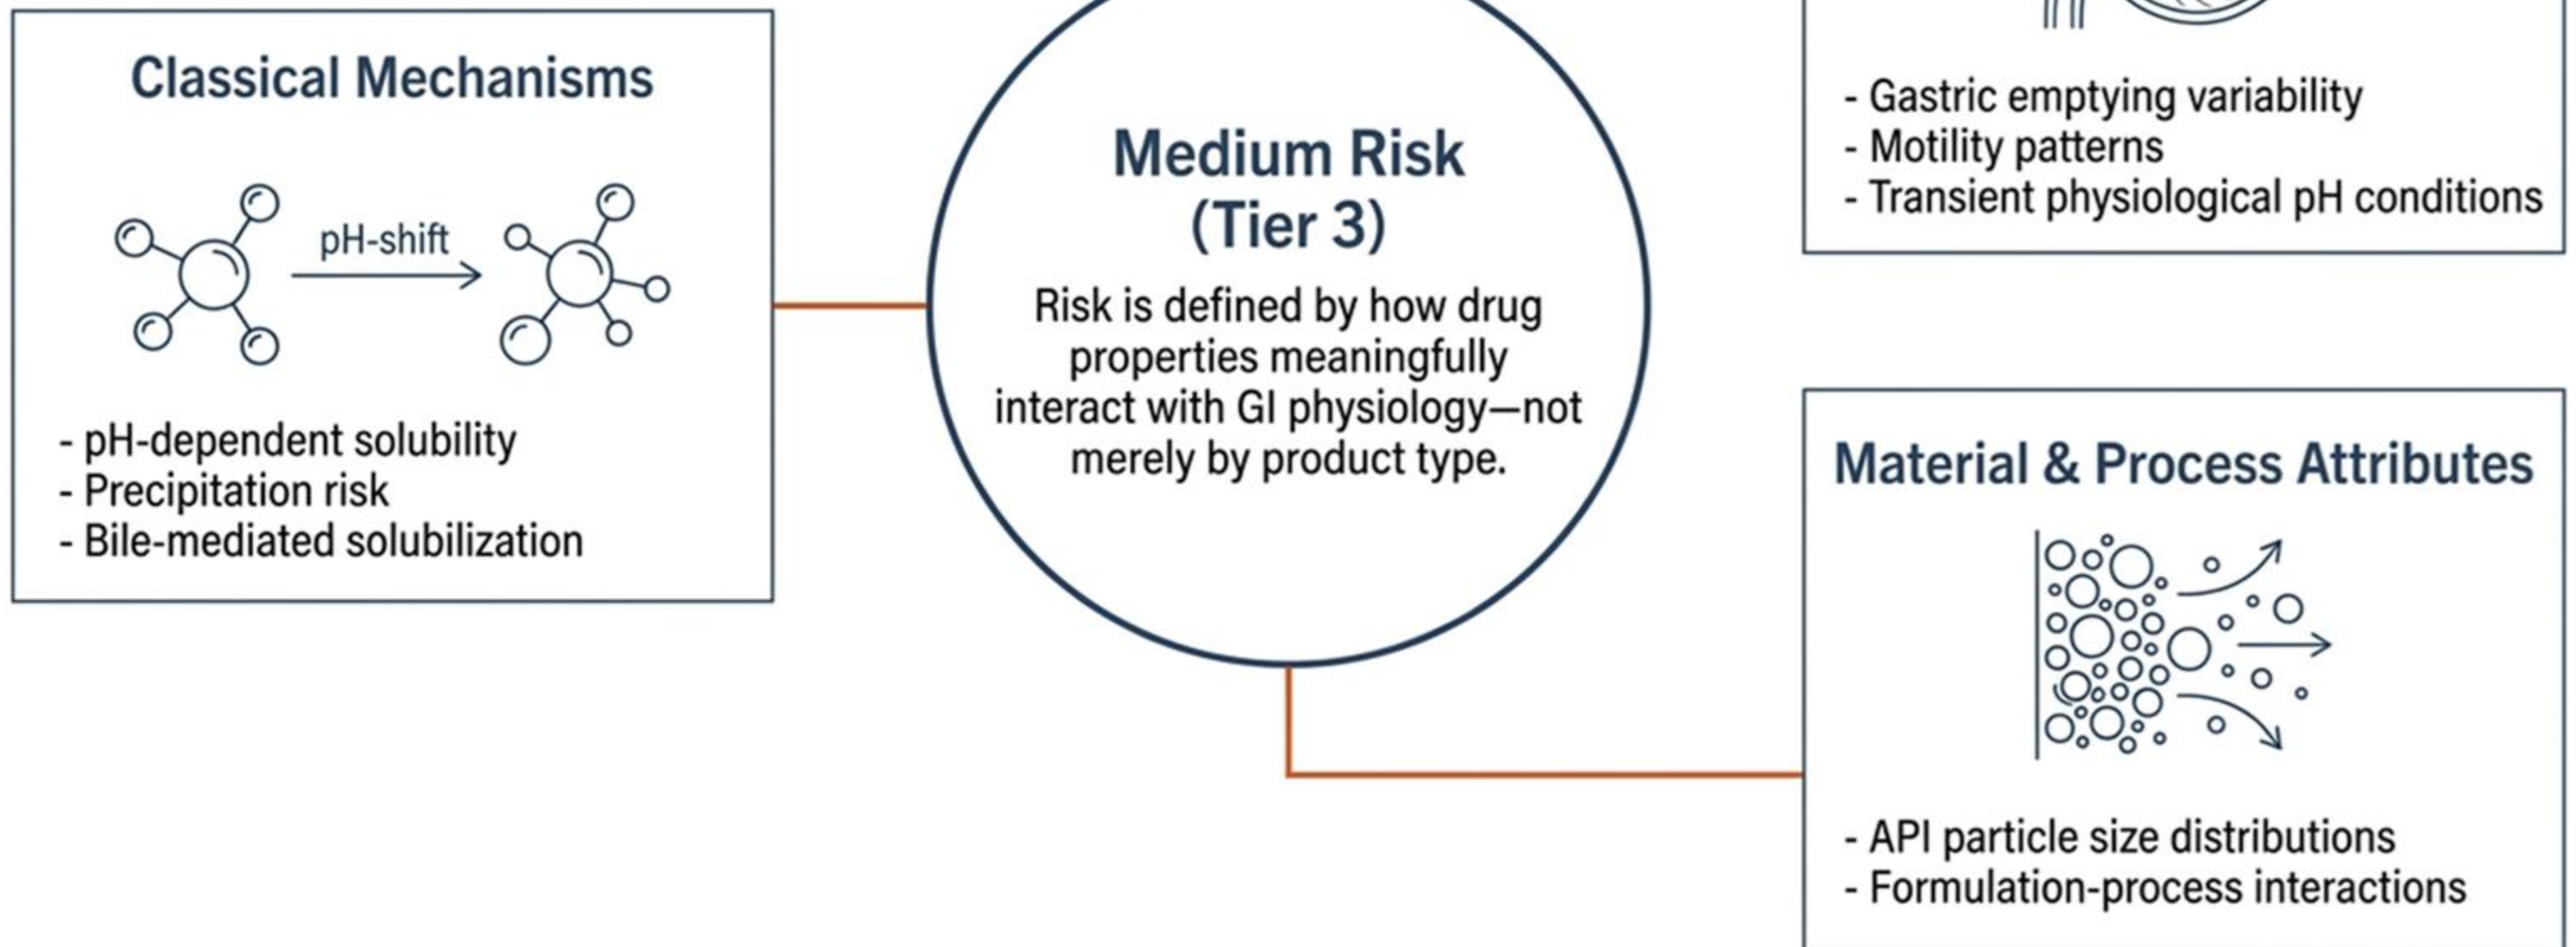 Classical Mechanisms
pH-shift
- pH-dependent solubility
- Precipitation risk
- Bile-mediated solubilization
Medium Risk
(Tier 3)
Risk is defined by how drug
properties meaningfully
interact with GI physiology—not
merely by product type.
- Gastric emptying variability
- Motility patterns
- Transient physiological pH conditions
Material & Process Attributes
- API particle size distributions
- Formulation-process interactions